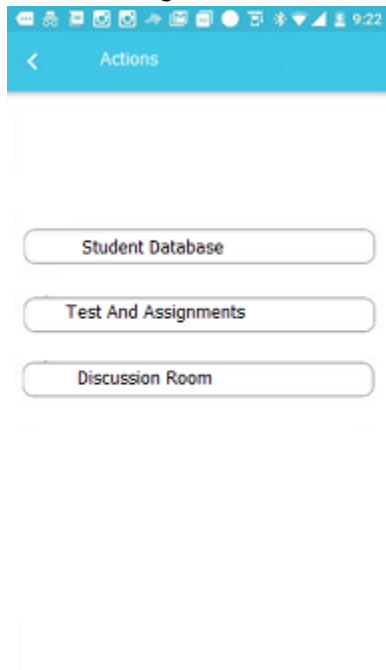 9:22
Actions
Student Database
Test And Assignments
Discussion Room